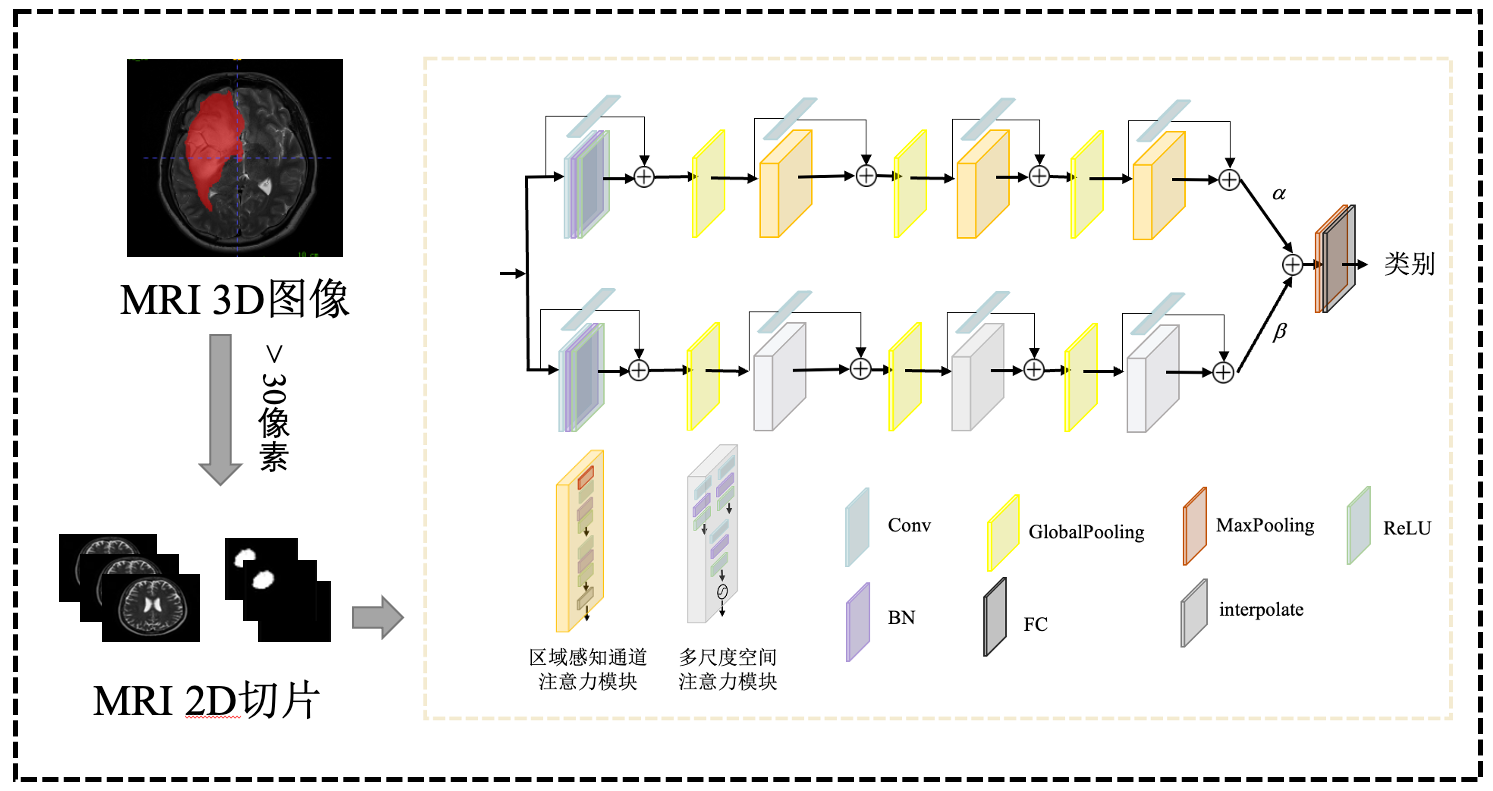 10 cm
MRI 3D图像
> 30像素
MRI 2D切片
α
β
类别
区域感知通道
注意力模块
多尺度空间
注意力模块
Conv
GlobalPooling
MaxPooling
ReLU
BN
FC
interpolate